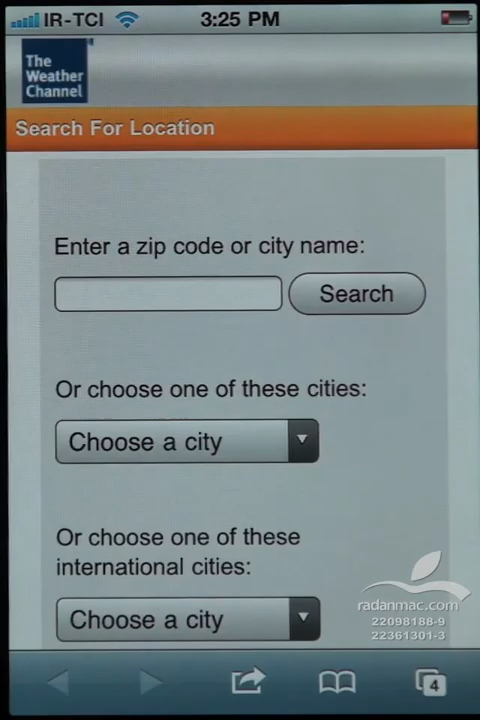 IR-TCI 3:25 PM
The
Weather
Channel
Search For Location
Enter a zip code or city name:
Search
Or choose one of these cities:
Choose a city
Or choose one of these
international cities:
Choose a city
radanmac.com
22098188-9
22361301-3
4